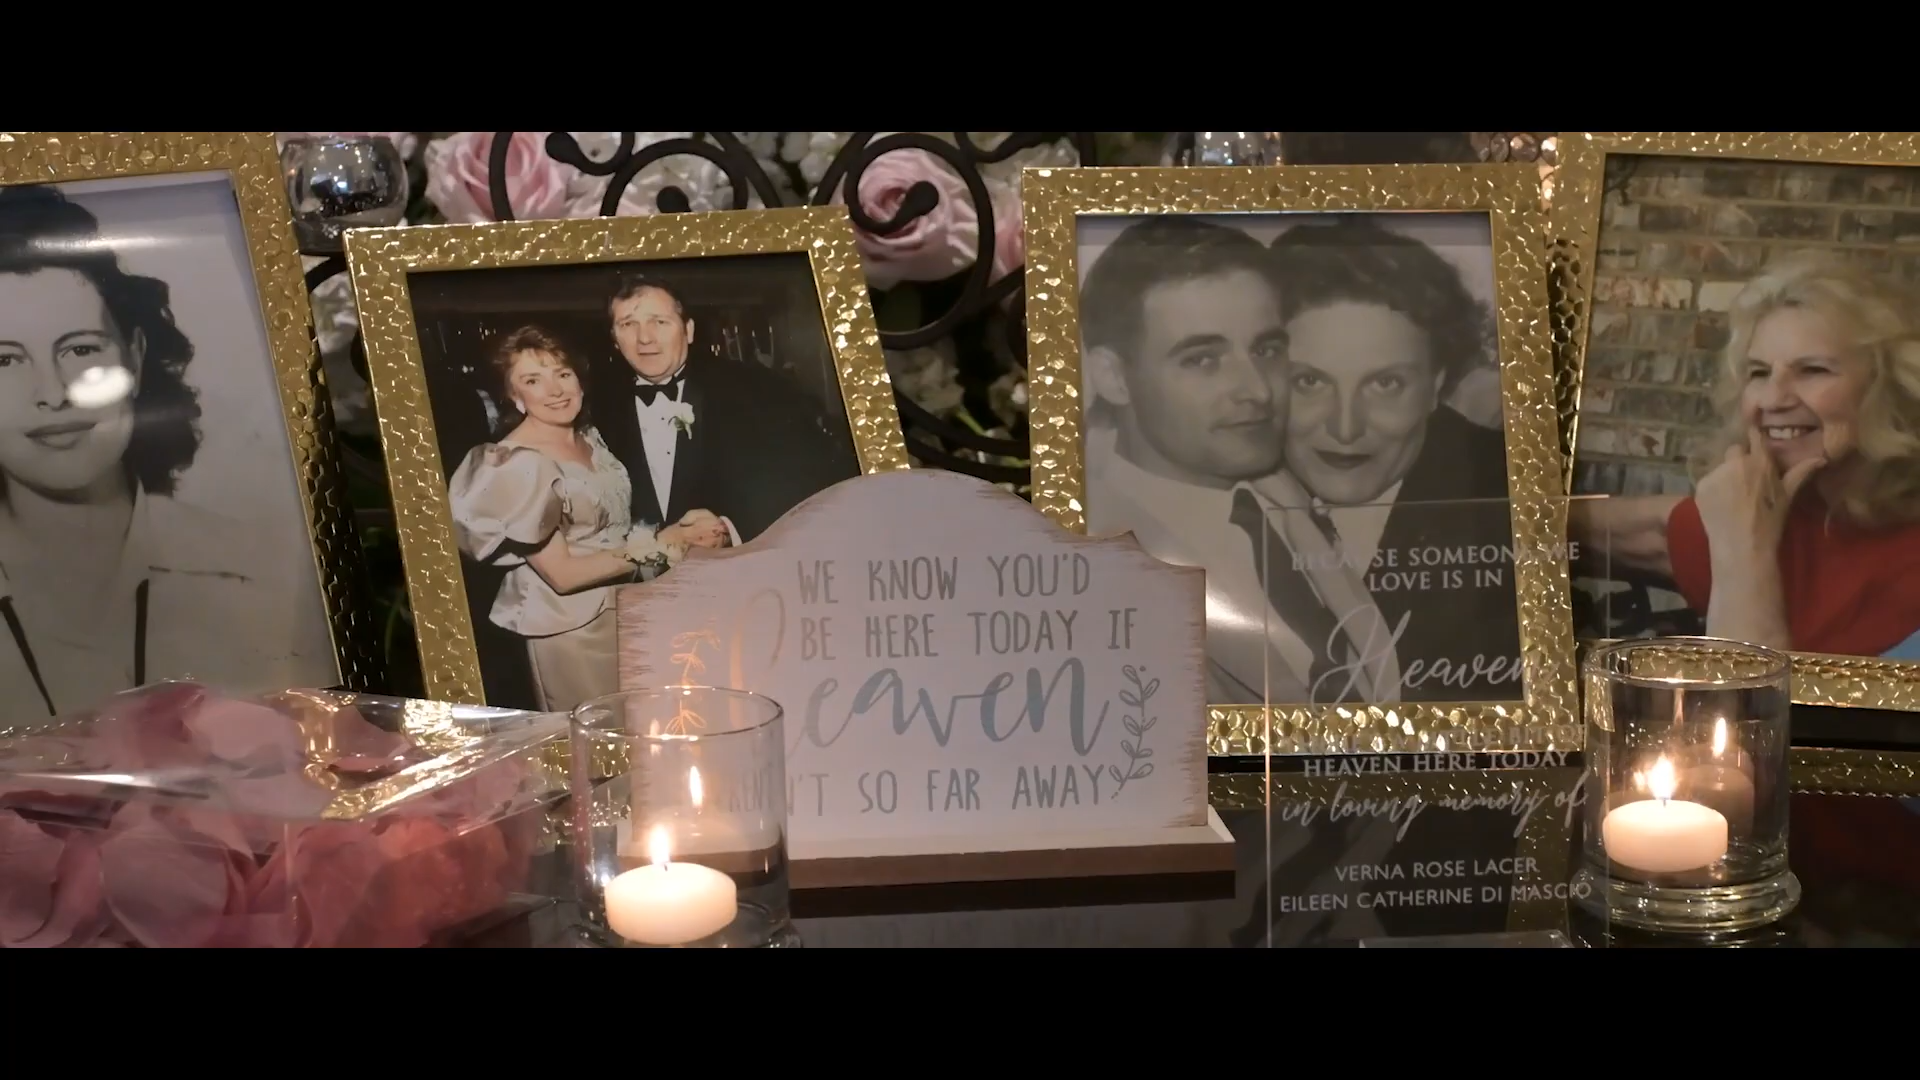 WE KNOW YOU'D
BE HERE TODAY IF
heaven
SO FAR AWAY
BECAUSE SOMEONE WE
LOVE IS IN
Heaven
HEAVEN HERE TODAY
in loving memory of
VERNA ROSE LACER
EILEEN CATHERINE DI MASCIO